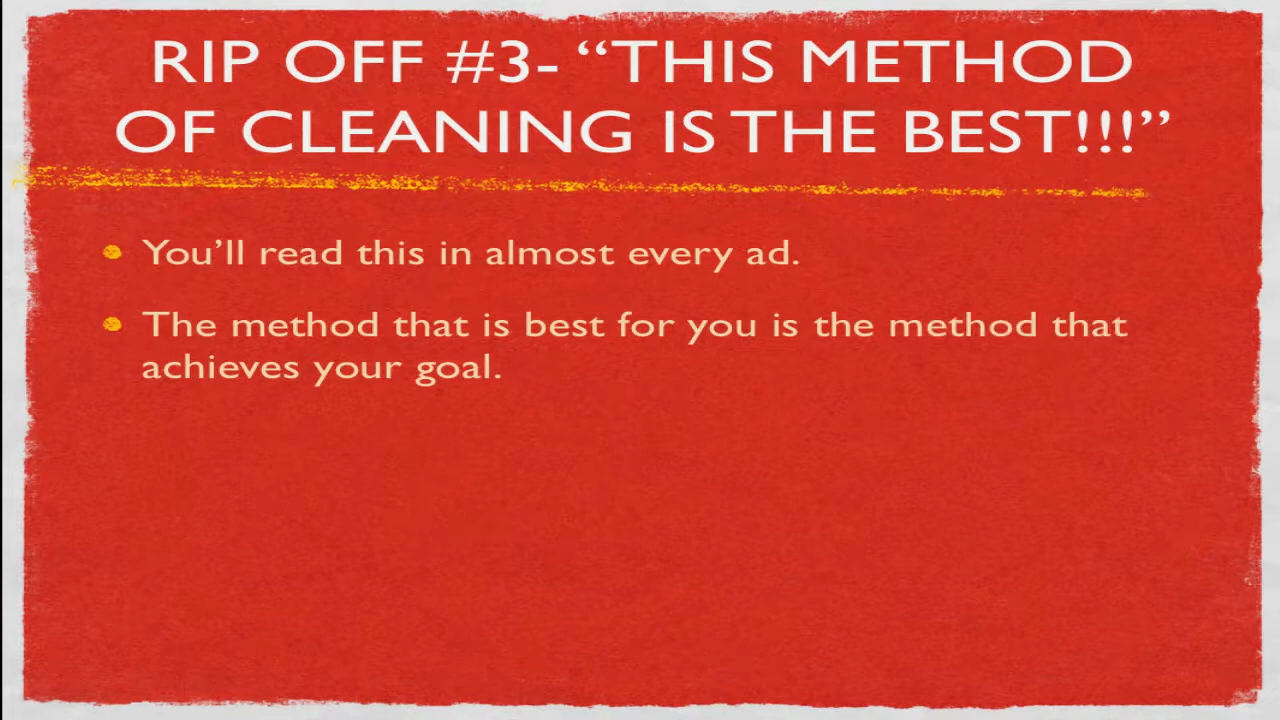 RIP OFF #3- “THIS METHOD
OF CLEANING IS THE BEST!!!”
You’ll read this in almost every ad.
The method that is best for you is the method that
achieves your goal.